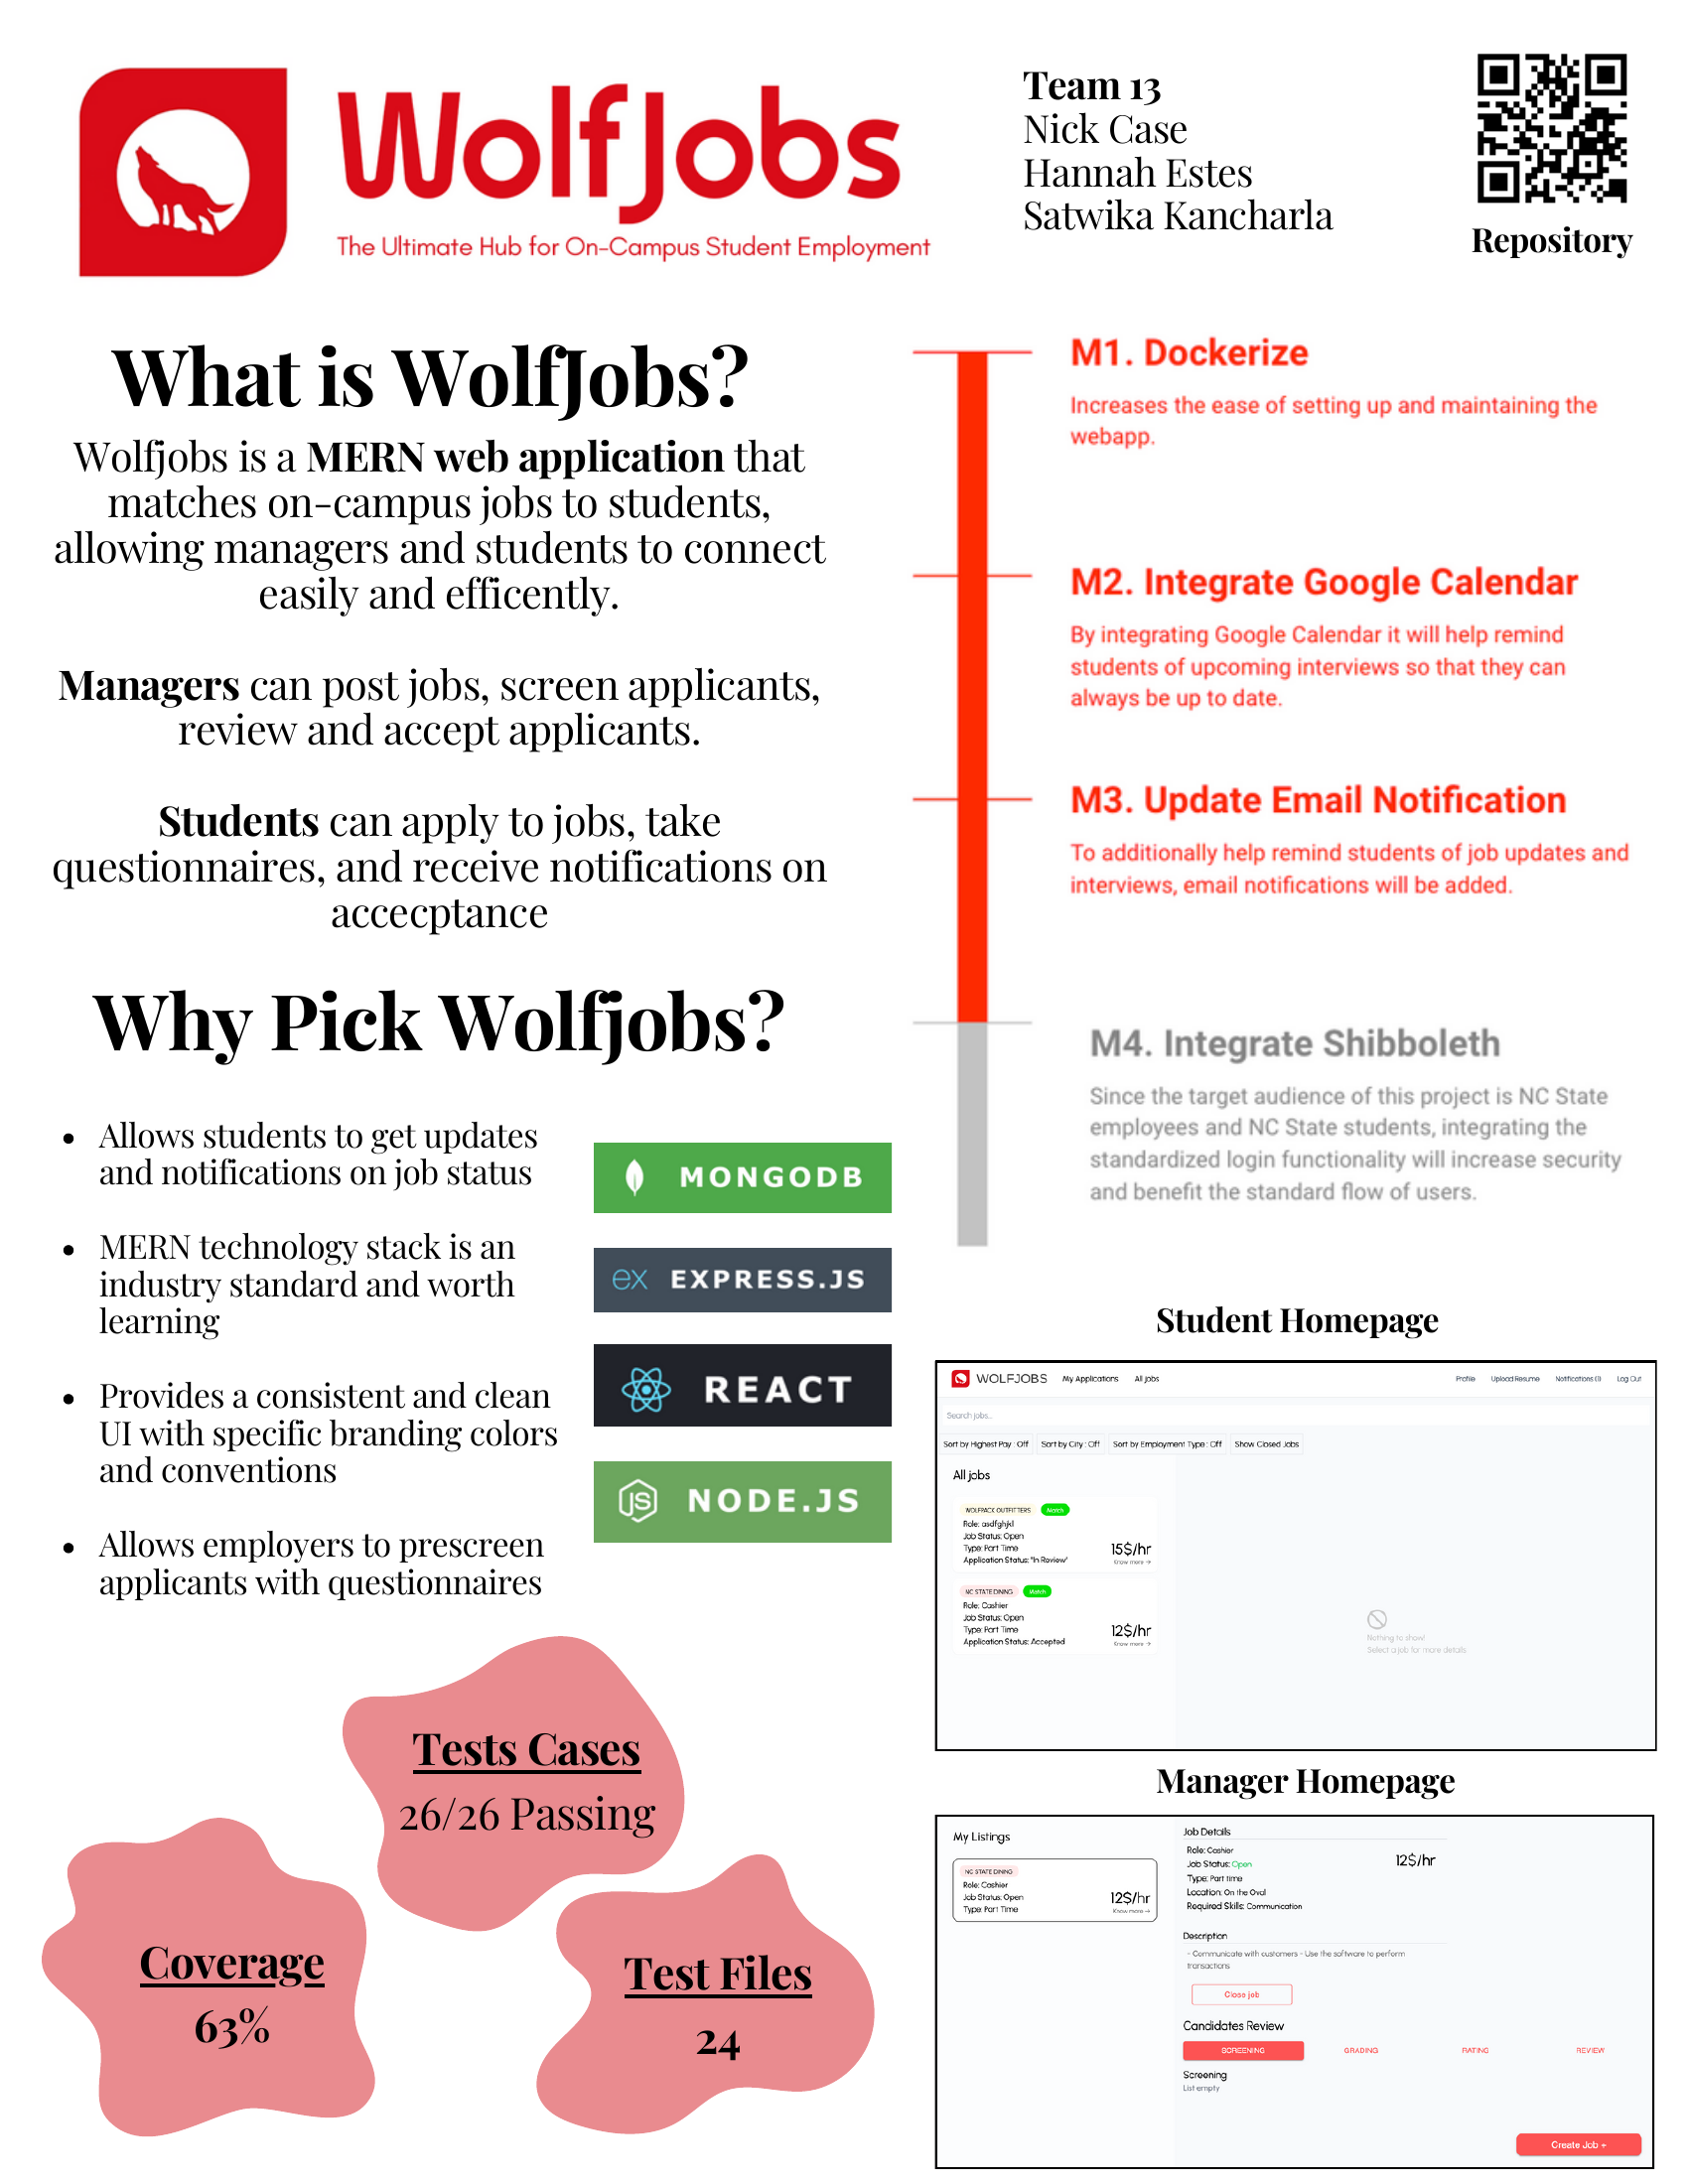 WolfJobs
The Ultimate Hub for On-Campus Student Employment
Team 13
Nick Case
Hannah Estes
Satwika Kancharla
Repository
What is WolfJobs?
Wolfjobs is a MERN web application that
matches on-campus jobs to students,
allowing managers and students to connect
easily and efficently.
Managers can post jobs, screen applicants,
review and accept applicants.
Students can apply to jobs, take
questionnaires, and receive notifications on
accecptance
Why Pick Wolfjobs?
• Allows students to get updates
and notifications on job status
• MERN technology stack is an
industry standard and worth
learning
• Provides a consistent and clean
UI with specific branding colors
and conventions
• Allows employers to prescreen
applicants with questionnaires
MONGODB
ex EXPRESS.JS
REACT
JS NODE.JS
Tests Cases
26/26 Passing
Coverage
63%
Test Files
24
M1. Dockerize
Increases the ease of setting up and maintaining the
webapp.
M2. Integrate Google Calendar
By integrating Google Calendar it will help remind
students of upcoming interviews so that they can
always be up to date.
M3. Update Email Notification
To additionally help remind students of job updates and
interviews, email notifications will be added.
M4. Integrate Shibboleth
Since the target audience of this project is NC State
employees and NC State students, integrating the
standardized login functionality will increase security
and benefit the standard flow of users.
Student Homepage
WOLFJOBS My Applications All jobs Profile Upload Resume Notifications (1) Log Out
Search jobs..
Sort by Highest Pay : Off Sort by City : Off Sort by Employment Type : Off Show Closed Jobs
All jobs
WOLFPACK OUTFITTERS Match
Role: asdfghjkl
Job Status: Open
Type: Part Time 15$/hr
Application Status: "In Review" Know more →
NC STATE DINING Match
Role: Cashier
Job Status: Open
Type: Part Time 12$/hr
Application Status: Accepted Know more →
Nothing to show!
Select a job for more details
Manager Homepage
My Listings
NC STATE DINING
Role: Cashier
Job Status: Open 12$/hr
Type: Part Time Know more →
Job Details
Role: Cashier
Job Status: Open 12$/hr
Type: Part time
Location: On the Oval
Required Skills: Communication
Description
- Communicate with customers - Use the software to perform
transactions
Close job
Candidates Review
SCREENING GRADING RATING REVIEW
Screening
List empty
Create Job +